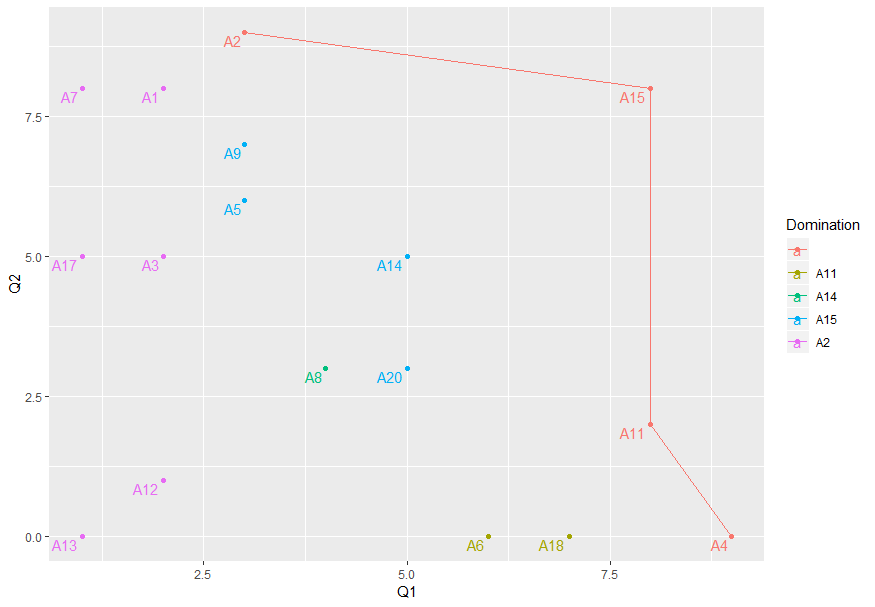 A2
A7
A1
A15
7.5
A9
A5
Domination
a
5.0
A17
A3
A14
a A11
Q2
a A14
a A15
a A2
A8
A20
2.5
A11
A12
0.0
A13
A6
A18
A4
2.5
5.0
7.5
Q1